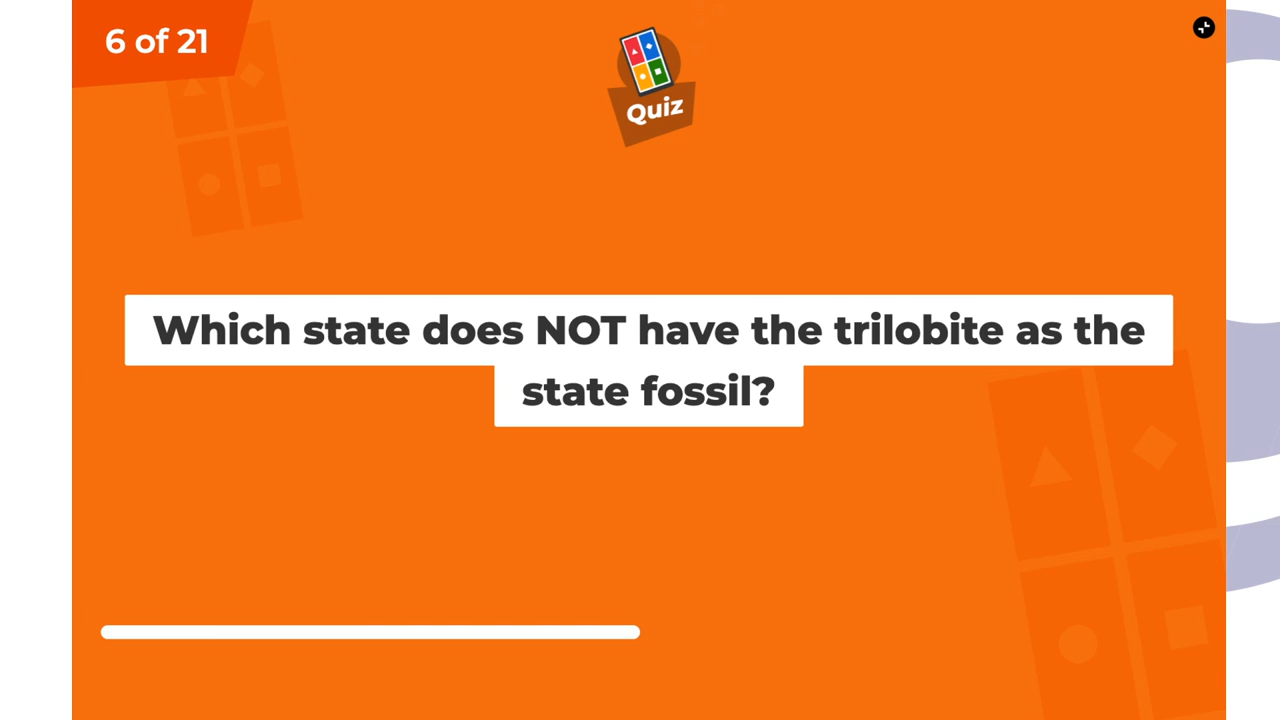 6 of 21
Quiz
Which state does NOT have the trilobite as the
state fossil?